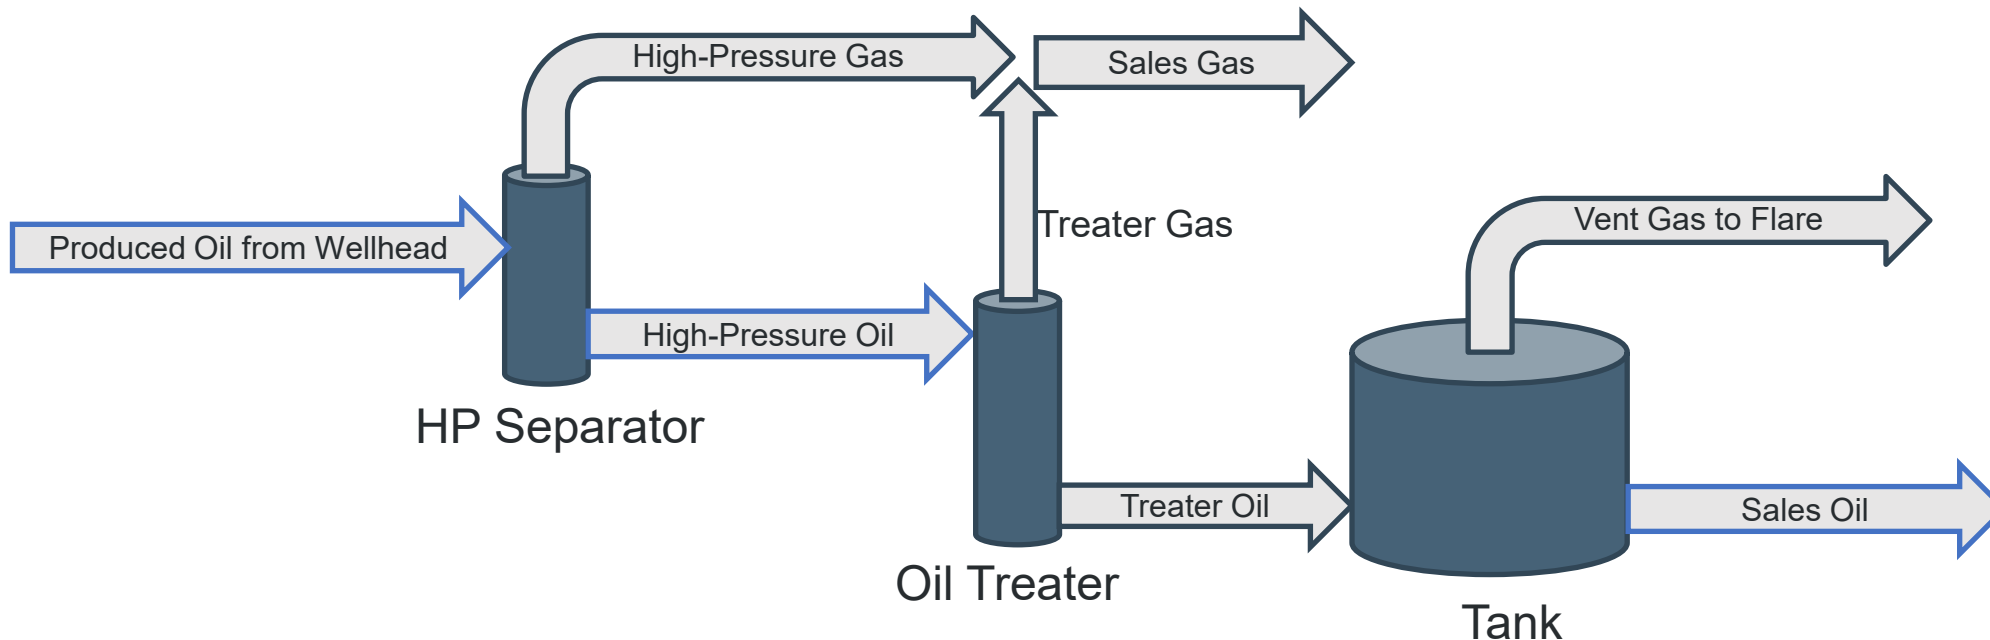 High-Pressure Gas
Sales Gas
Produced Oil from Wellhead
Treater Gas
Vent Gas to Flare
High-Pressure Oil
HP Separator
Treater Oil
Sales Oil
Oil Treater
Tank